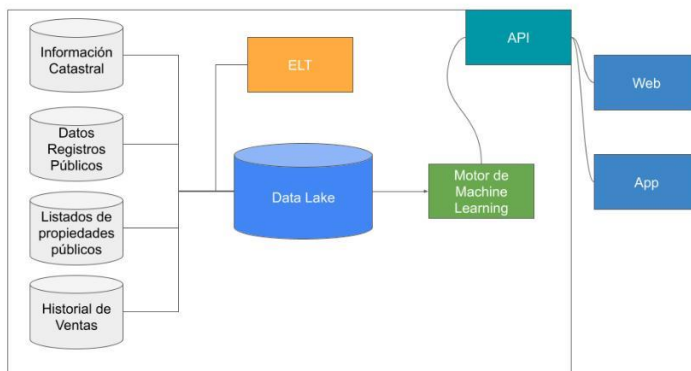 Información
Catastral
Datos
Registros
Públicos
Listados de
propiedades
públicos
Historial de
Ventas
ELT
Data Lake
Motor de
Machine
Learning
API
Web
App